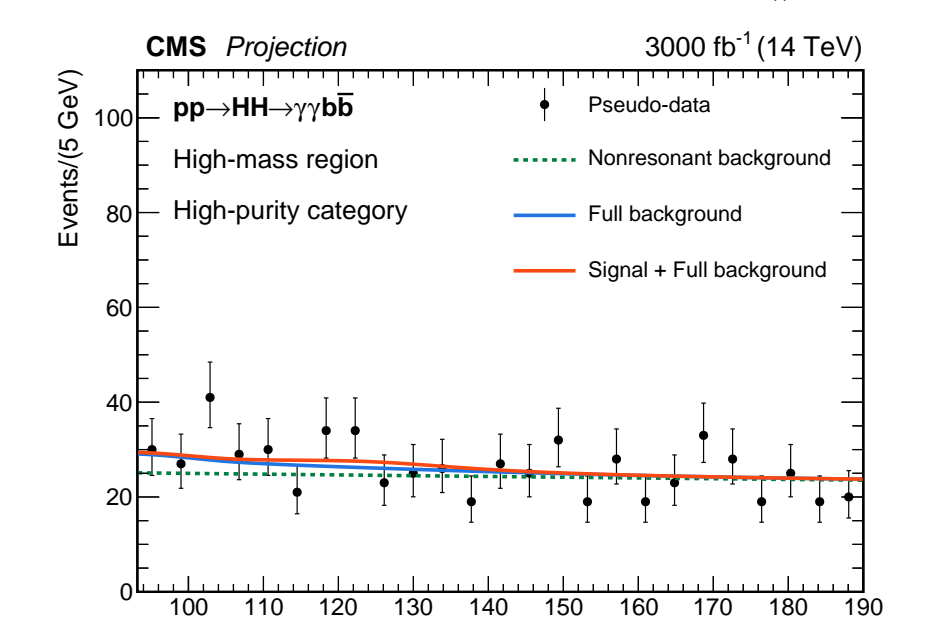 CMS Projection 3000 fb⁻¹ (14 TeV)
Events/(5 GeV)
pp→HH→γγbb̅
High-mass region
High-purity category
Pseudo-data
Nonresonant background
Full background
Signal + Full background
100
80
60
40
20
0
100 110 120 130 140 150 160 170 180 190